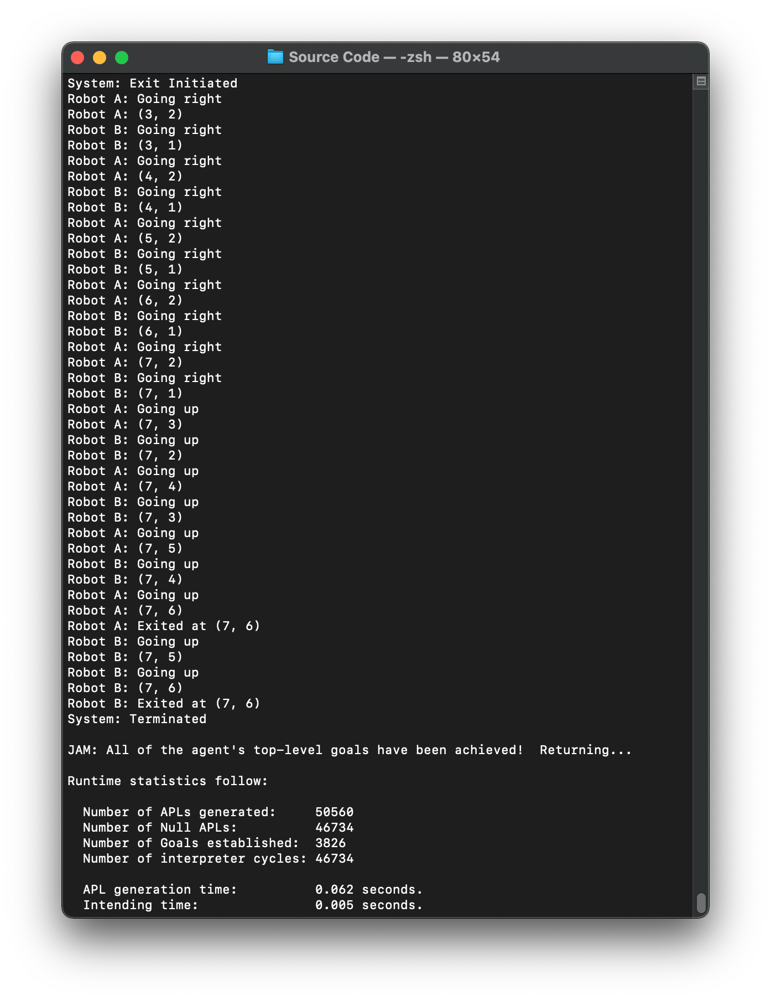 Source Code — -zsh — 80×54
System: Exit Initiated
Robot A: Going right
Robot A: (3, 2)
Robot B: Going right
Robot B: (3, 1)
Robot A: Going right
Robot A: (4, 2)
Robot B: Going right
Robot B: (4, 1)
Robot A: Going right
Robot A: (5, 2)
Robot B: Going right
Robot B: (5, 1)
Robot A: Going right
Robot A: (6, 2)
Robot B: Going right
Robot B: (6, 1)
Robot A: Going right
Robot A: (7, 2)
Robot B: Going right
Robot B: (7, 1)
Robot A: Going up
Robot A: (7, 3)
Robot B: Going up
Robot B: (7, 2)
Robot A: Going up
Robot A: (7, 4)
Robot B: Going up
Robot B: (7, 3)
Robot A: Going up
Robot A: (7, 5)
Robot B: Going up
Robot B: (7, 4)
Robot A: Going up
Robot A: (7, 6)
Robot A: Exited at (7, 6)
Robot B: Going up
Robot B: (7, 5)
Robot B: Going up
Robot B: (7, 6)
Robot B: Exited at (7, 6)
System: Terminated
JAM: All of the agent's top-level goals have been achieved!  Returning...
Runtime statistics follow:
Number of APLs generated:     50560
Number of Null APLs:          46734
Number of Goals established:  3826
Number of interpreter cycles: 46734
APL generation time:          0.062 seconds.
Intending time:               0.005 seconds.